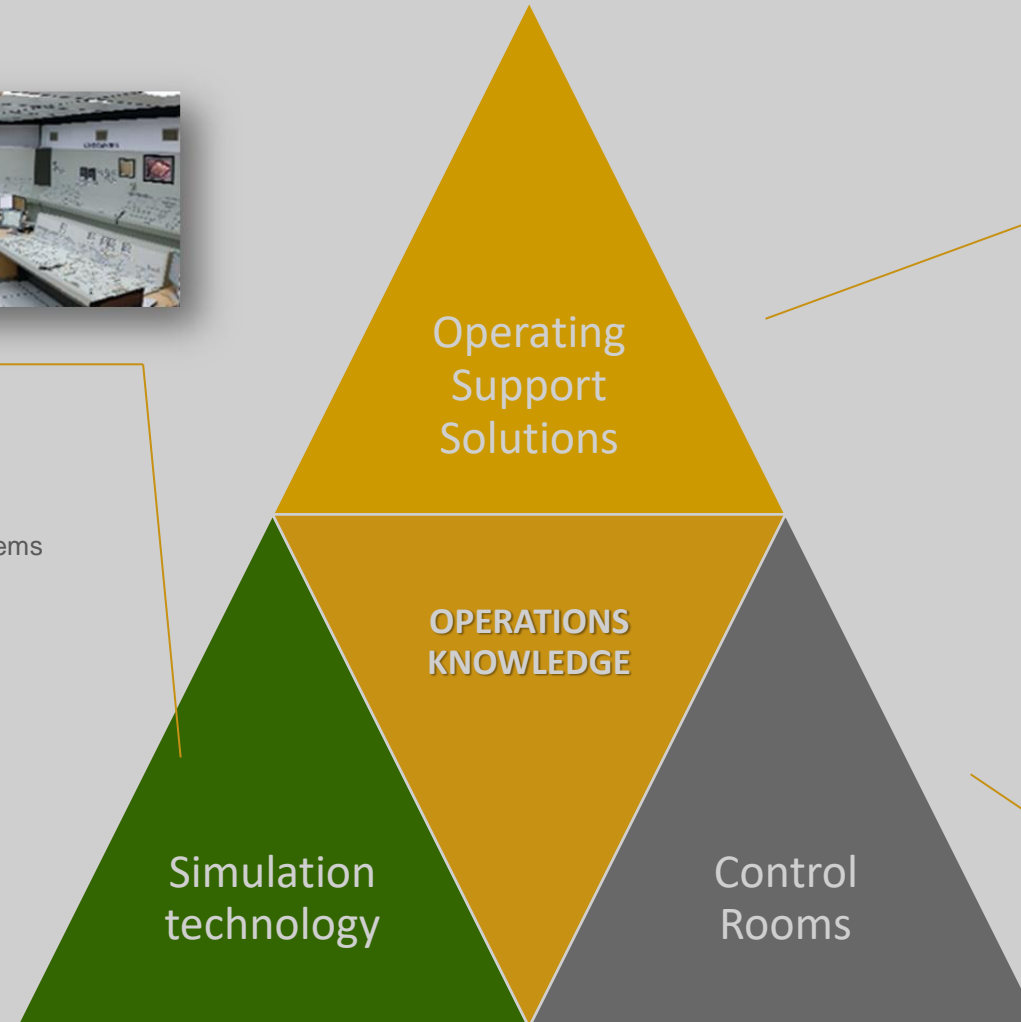 Operating
Support
Solutions
ems
OPERATIONS
KNOWLEDGE
Simulation
technology
Control
Rooms